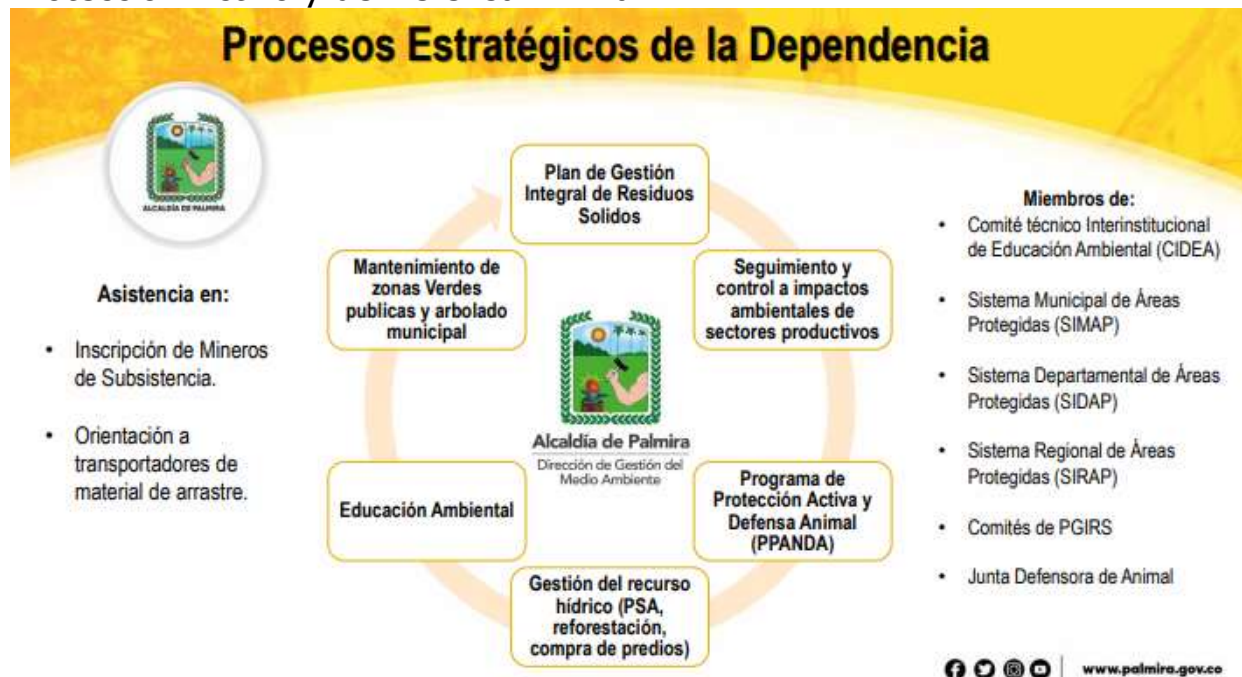 Procesos Estratégicos de la Dependencia
ALCALDÍA DE PALMIRA
Asistencia en:
• Inscripción de Mineros
de Subsistencia.
• Orientación a
transportadores de
material de arrastre.
Plan de Gestión
Integral de Residuos
Solidos
Seguimiento y
control a impactos
ambientales de
sectores productivos
Programa de
Protección Activa y
Defensa Animal
(PPANDA)
Gestión del recurso
hídrico (PSA,
reforestación,
compra de predios)
Educación Ambiental
Mantenimiento de
zonas Verdes
publicas y arbolado
municipal
Alcaldía de Palmira
Dirección de Gestión del
Medio Ambiente
Miembros de:
• Comité técnico Interinstitucional
de Educación Ambiental (CIDEA)
• Sistema Municipal de Áreas
Protegidas (SIMAP)
• Sistema Departamental de Áreas
Protegidas (SIDAP)
• Sistema Regional de Áreas
Protegidas (SIRAP)
• Comités de PGIRS
• Junta Defensora de Animal
www.palmira.gov.co